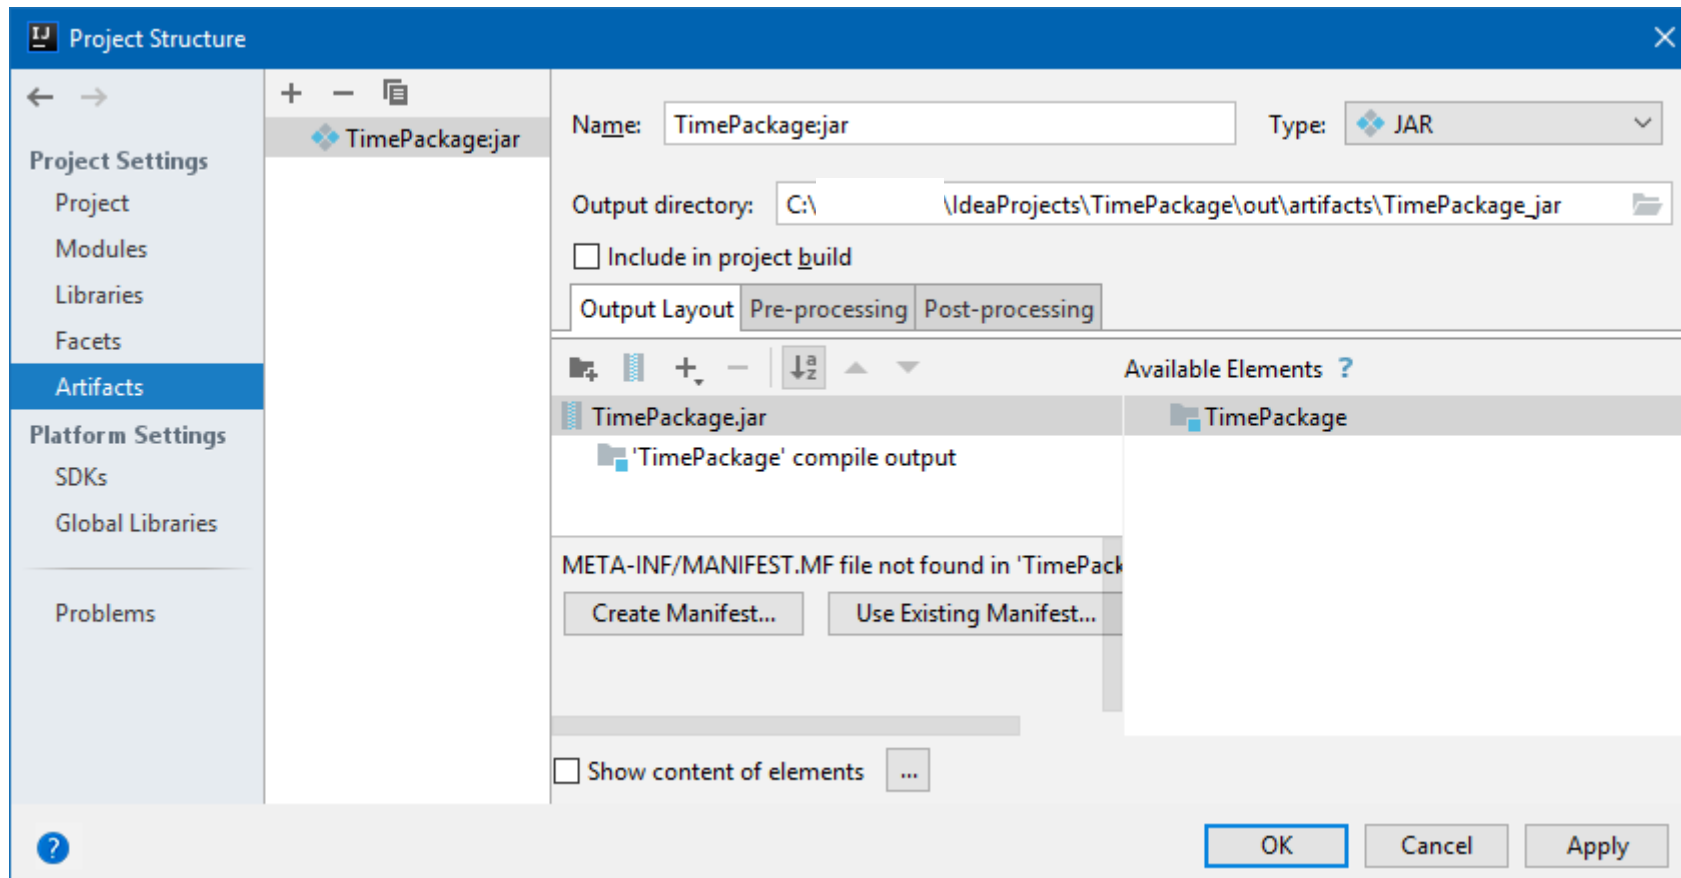 Project Structure
Project Settings
Project
Modules
Libraries
Facets
Artifacts
Platform Settings
SDKs
Global Libraries
Problems
TimePackage:jar
Name: TimePackage:jar Type: JAR
Output directory: C:\ \IdeaProjects\TimePackage\out\artifacts\TimePackage_jar
Include in project build
Output Layout Pre-processing Post-processing
Available Elements ?
TimePackage.jar
'TimePackage' compile output
TimePackage
META-INF/MANIFEST.MF file not found in 'TimePack
Create Manifest... Use Existing Manifest...
Show content of elements ...
? OK Cancel Apply